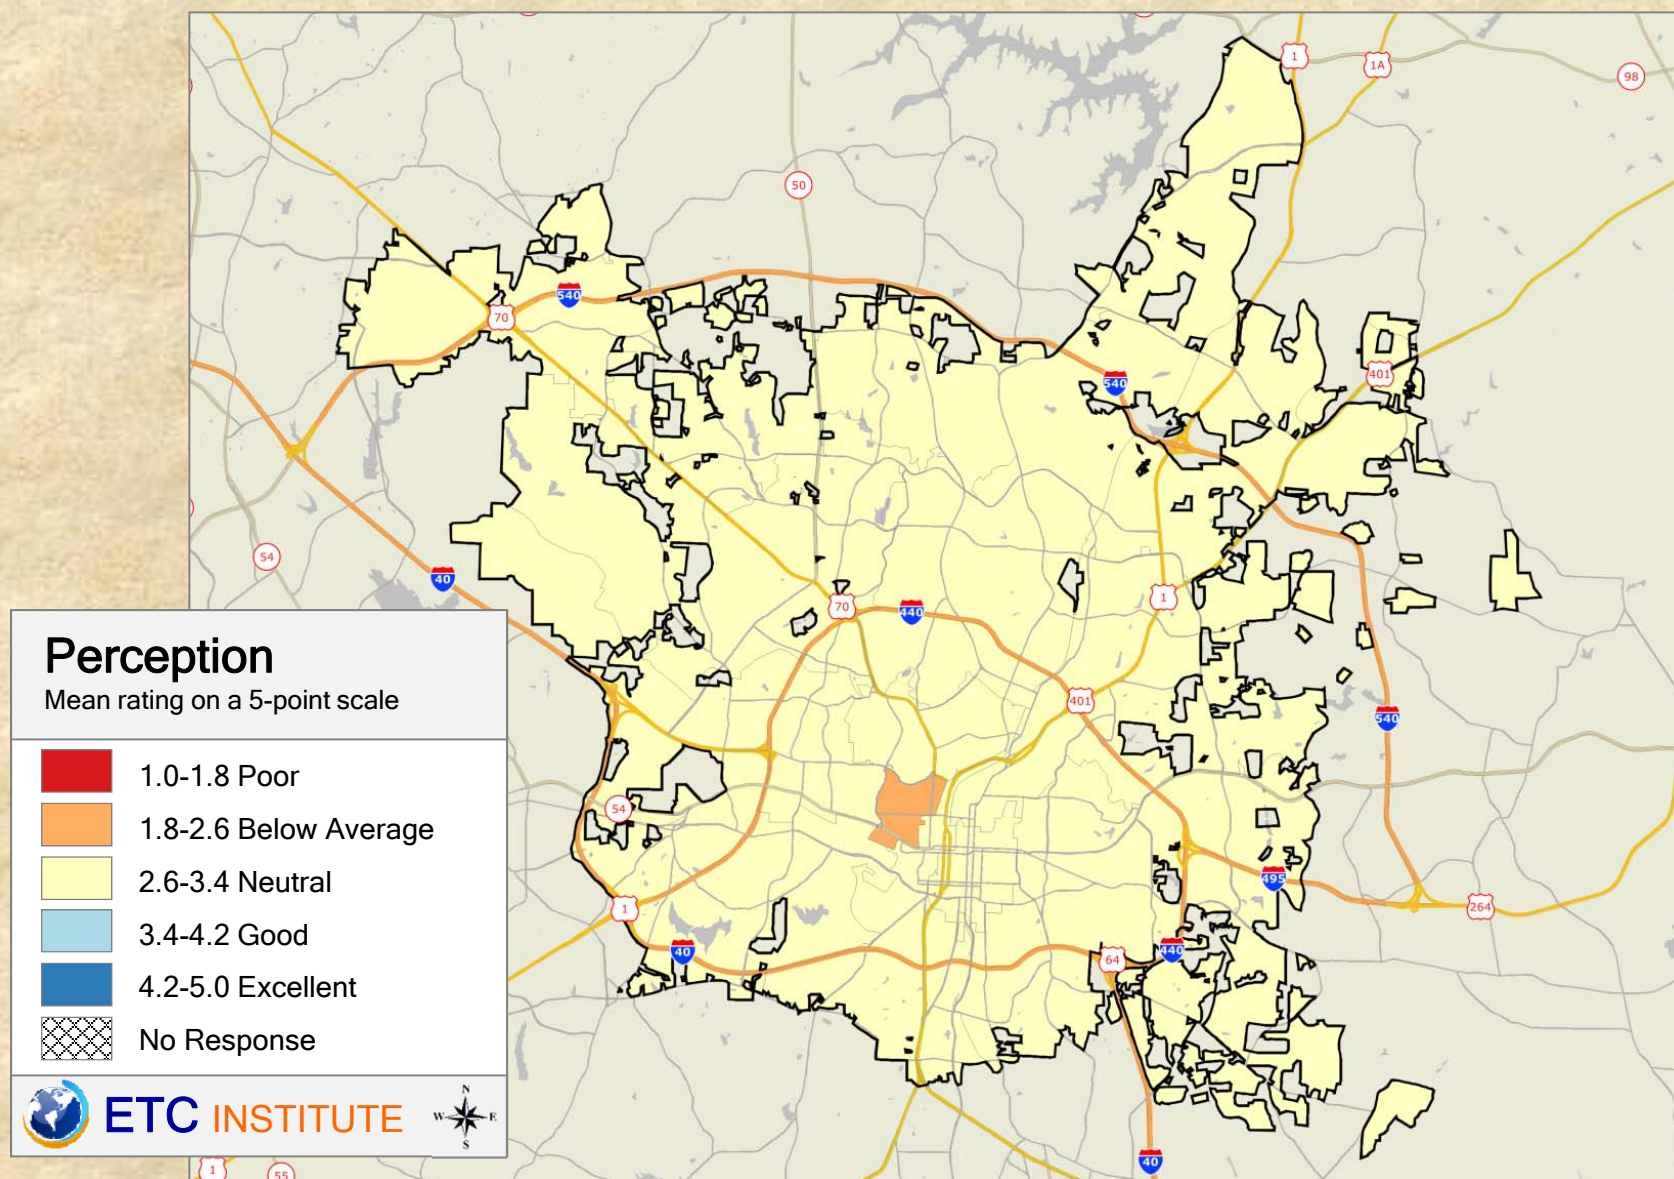 1
1A
98
50
540
70
401
540
54
40
70
440
1
401
540
Perception
Mean rating on a 5-point scale
1.0-1.8 Poor
54
1.8-2.6 Below Average
2.6-3.4 Neutral
495
1
264
3.4-4.2 Good
40
440
64
4.2-5.0 Excellent
No Response
ETC INSTITUTE
N
W E
S
40
1
55